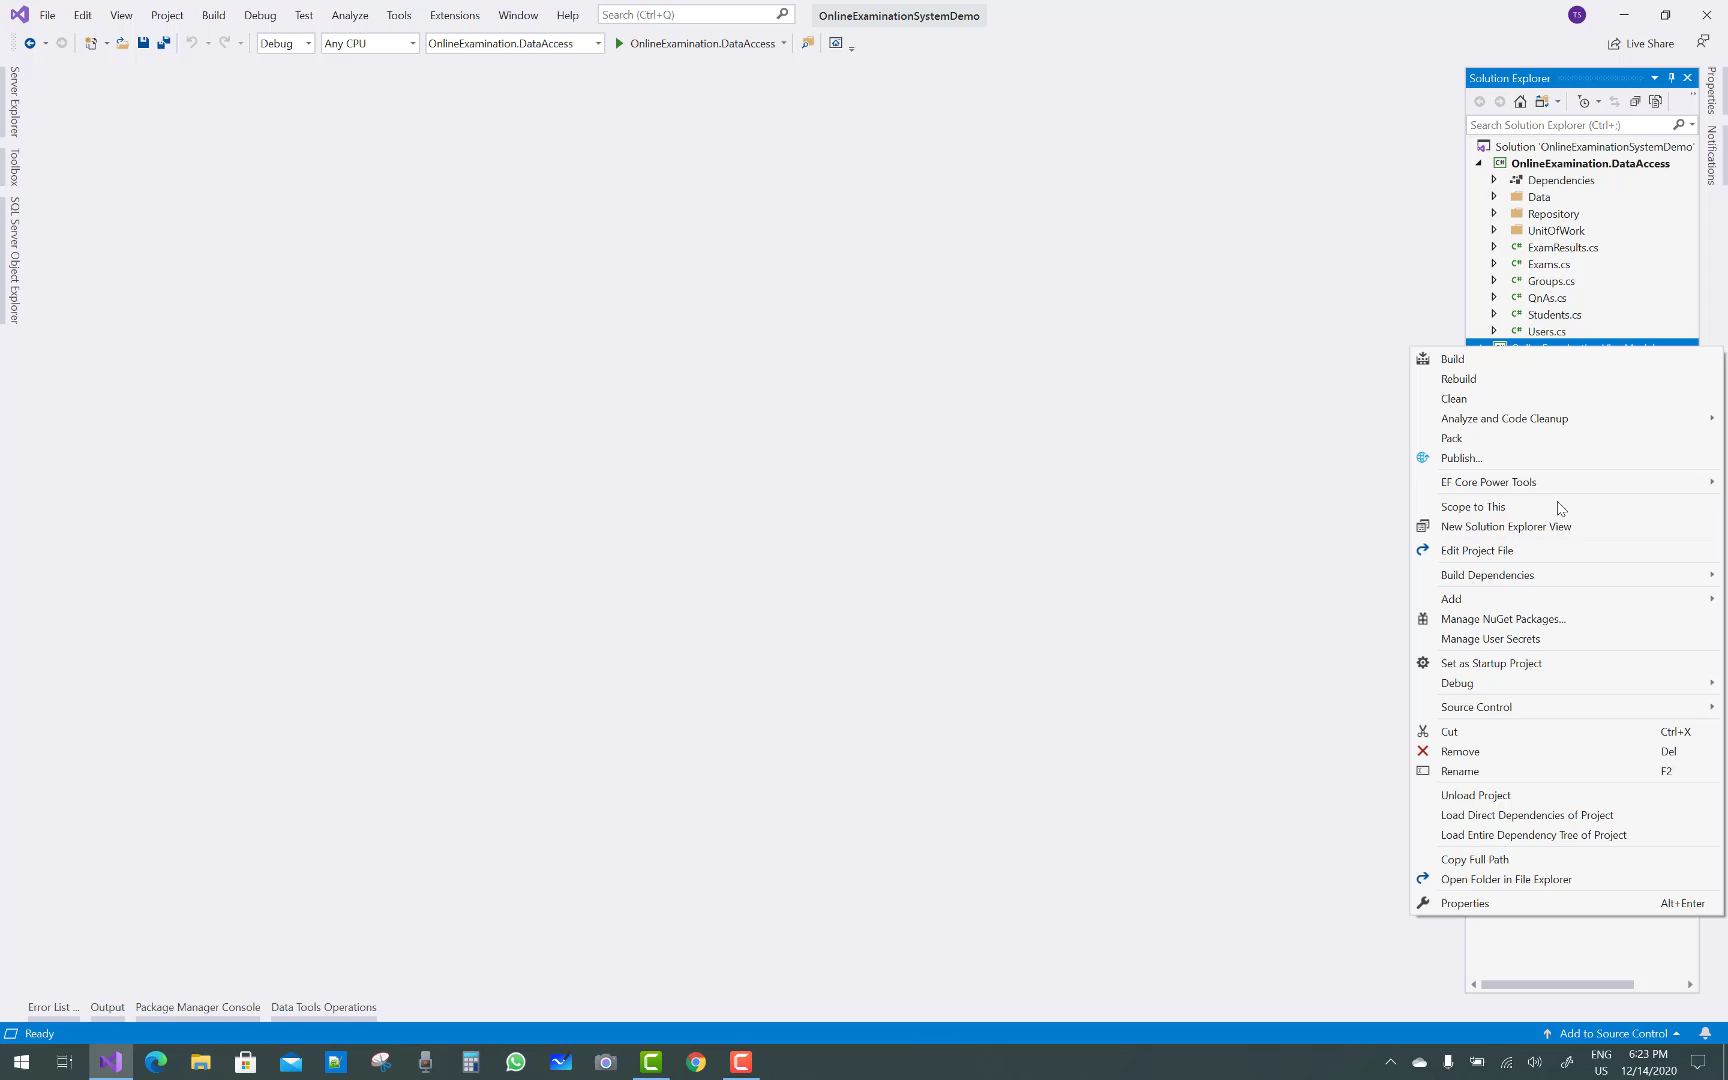 File Edit View Project Build Debug Test Analyze Tools Extensions Window Help Search (Ctrl+Q) OnlineExaminationSystemDemo TS
Debug Any CPU OnlineExamination.DataAccess OnlineExamination.DataAccess Live Share
Server Explorer
Toolbox
SQL Server Object Explorer
Solution Explorer
Search Solution Explorer (Ctrl+;)
Solution 'OnlineExaminationSystemDemo'
OnlineExamination.DataAccess
Dependencies
Data
Repository
UnitOfWork
C# ExamResults.cs
C# Exams.cs
C# Groups.cs
C# QnAs.cs
C# Students.cs
C# Users.cs
Properties
Notifications
Build
Rebuild
Clean
Analyze and Code Cleanup
Pack
Publish...
EF Core Power Tools
Scope to This
New Solution Explorer View
Edit Project File
Build Dependencies
Add
Manage NuGet Packages...
Manage User Secrets
Set as Startup Project
Debug
Source Control
Cut Ctrl+X
Remove Del
Rename F2
Unload Project
Load Direct Dependencies of Project
Load Entire Dependency Tree of Project
Copy Full Path
Open Folder in File Explorer
Properties Alt+Enter
Error List ... Output Package Manager Console Data Tools Operations
Ready Add to Source Control
ENG
US
6:23 PM
12/14/2020